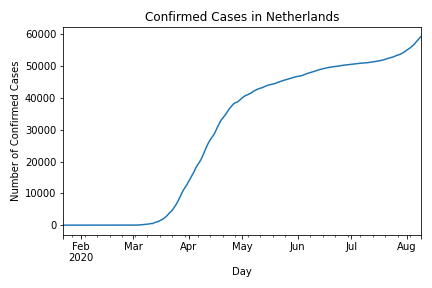 Confirmed Cases in Netherlands
60000
50000
40000
30000
20000
10000
0
Number of Confirmed Cases
Feb
2020
Mar
Apr
May
Jun
Jul
Aug
Day